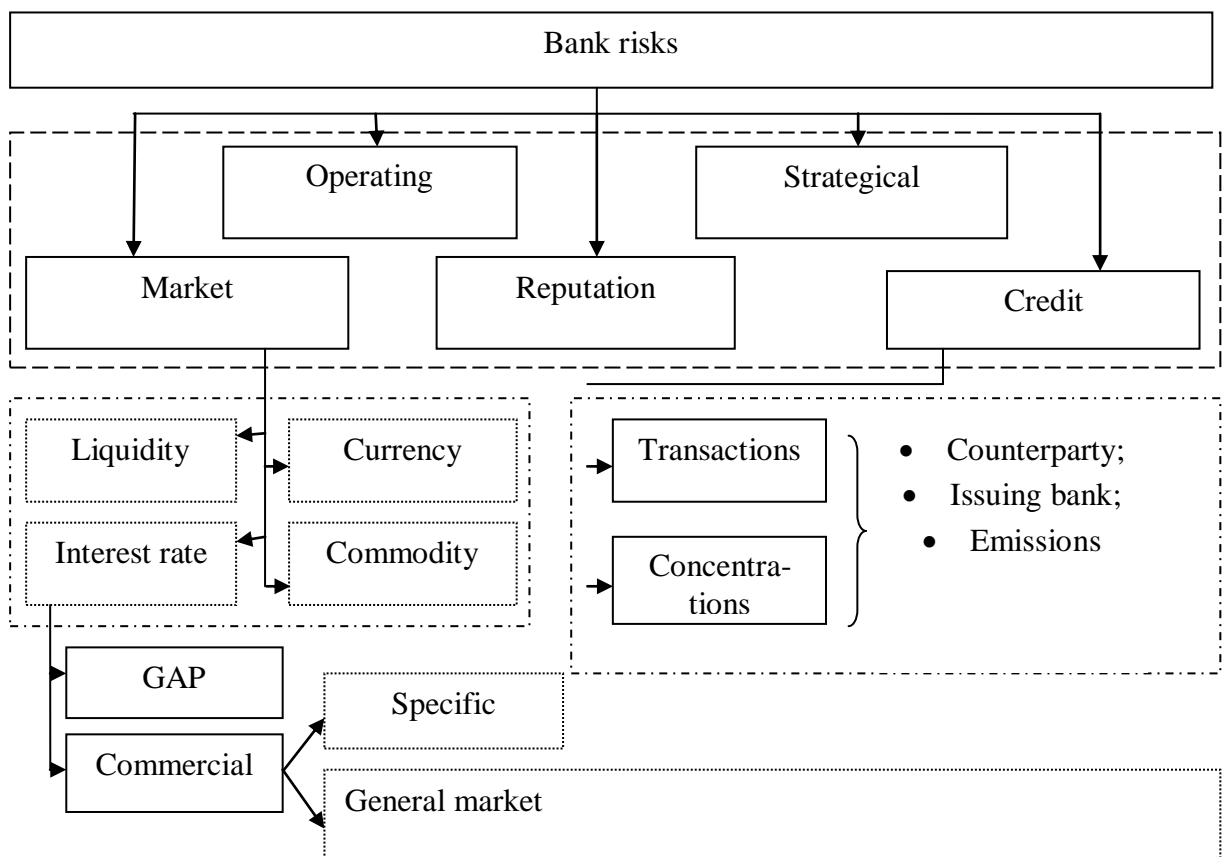 Bank risks
Operating
Strategical
Market
Reputation
Credit
Liquidity
Currency
Transactions
• Counterparty;
• Issuing bank;
• Emissions
Interest rate
Commodity
Concentra-
tions
GAP
Specific
Commercial
General market